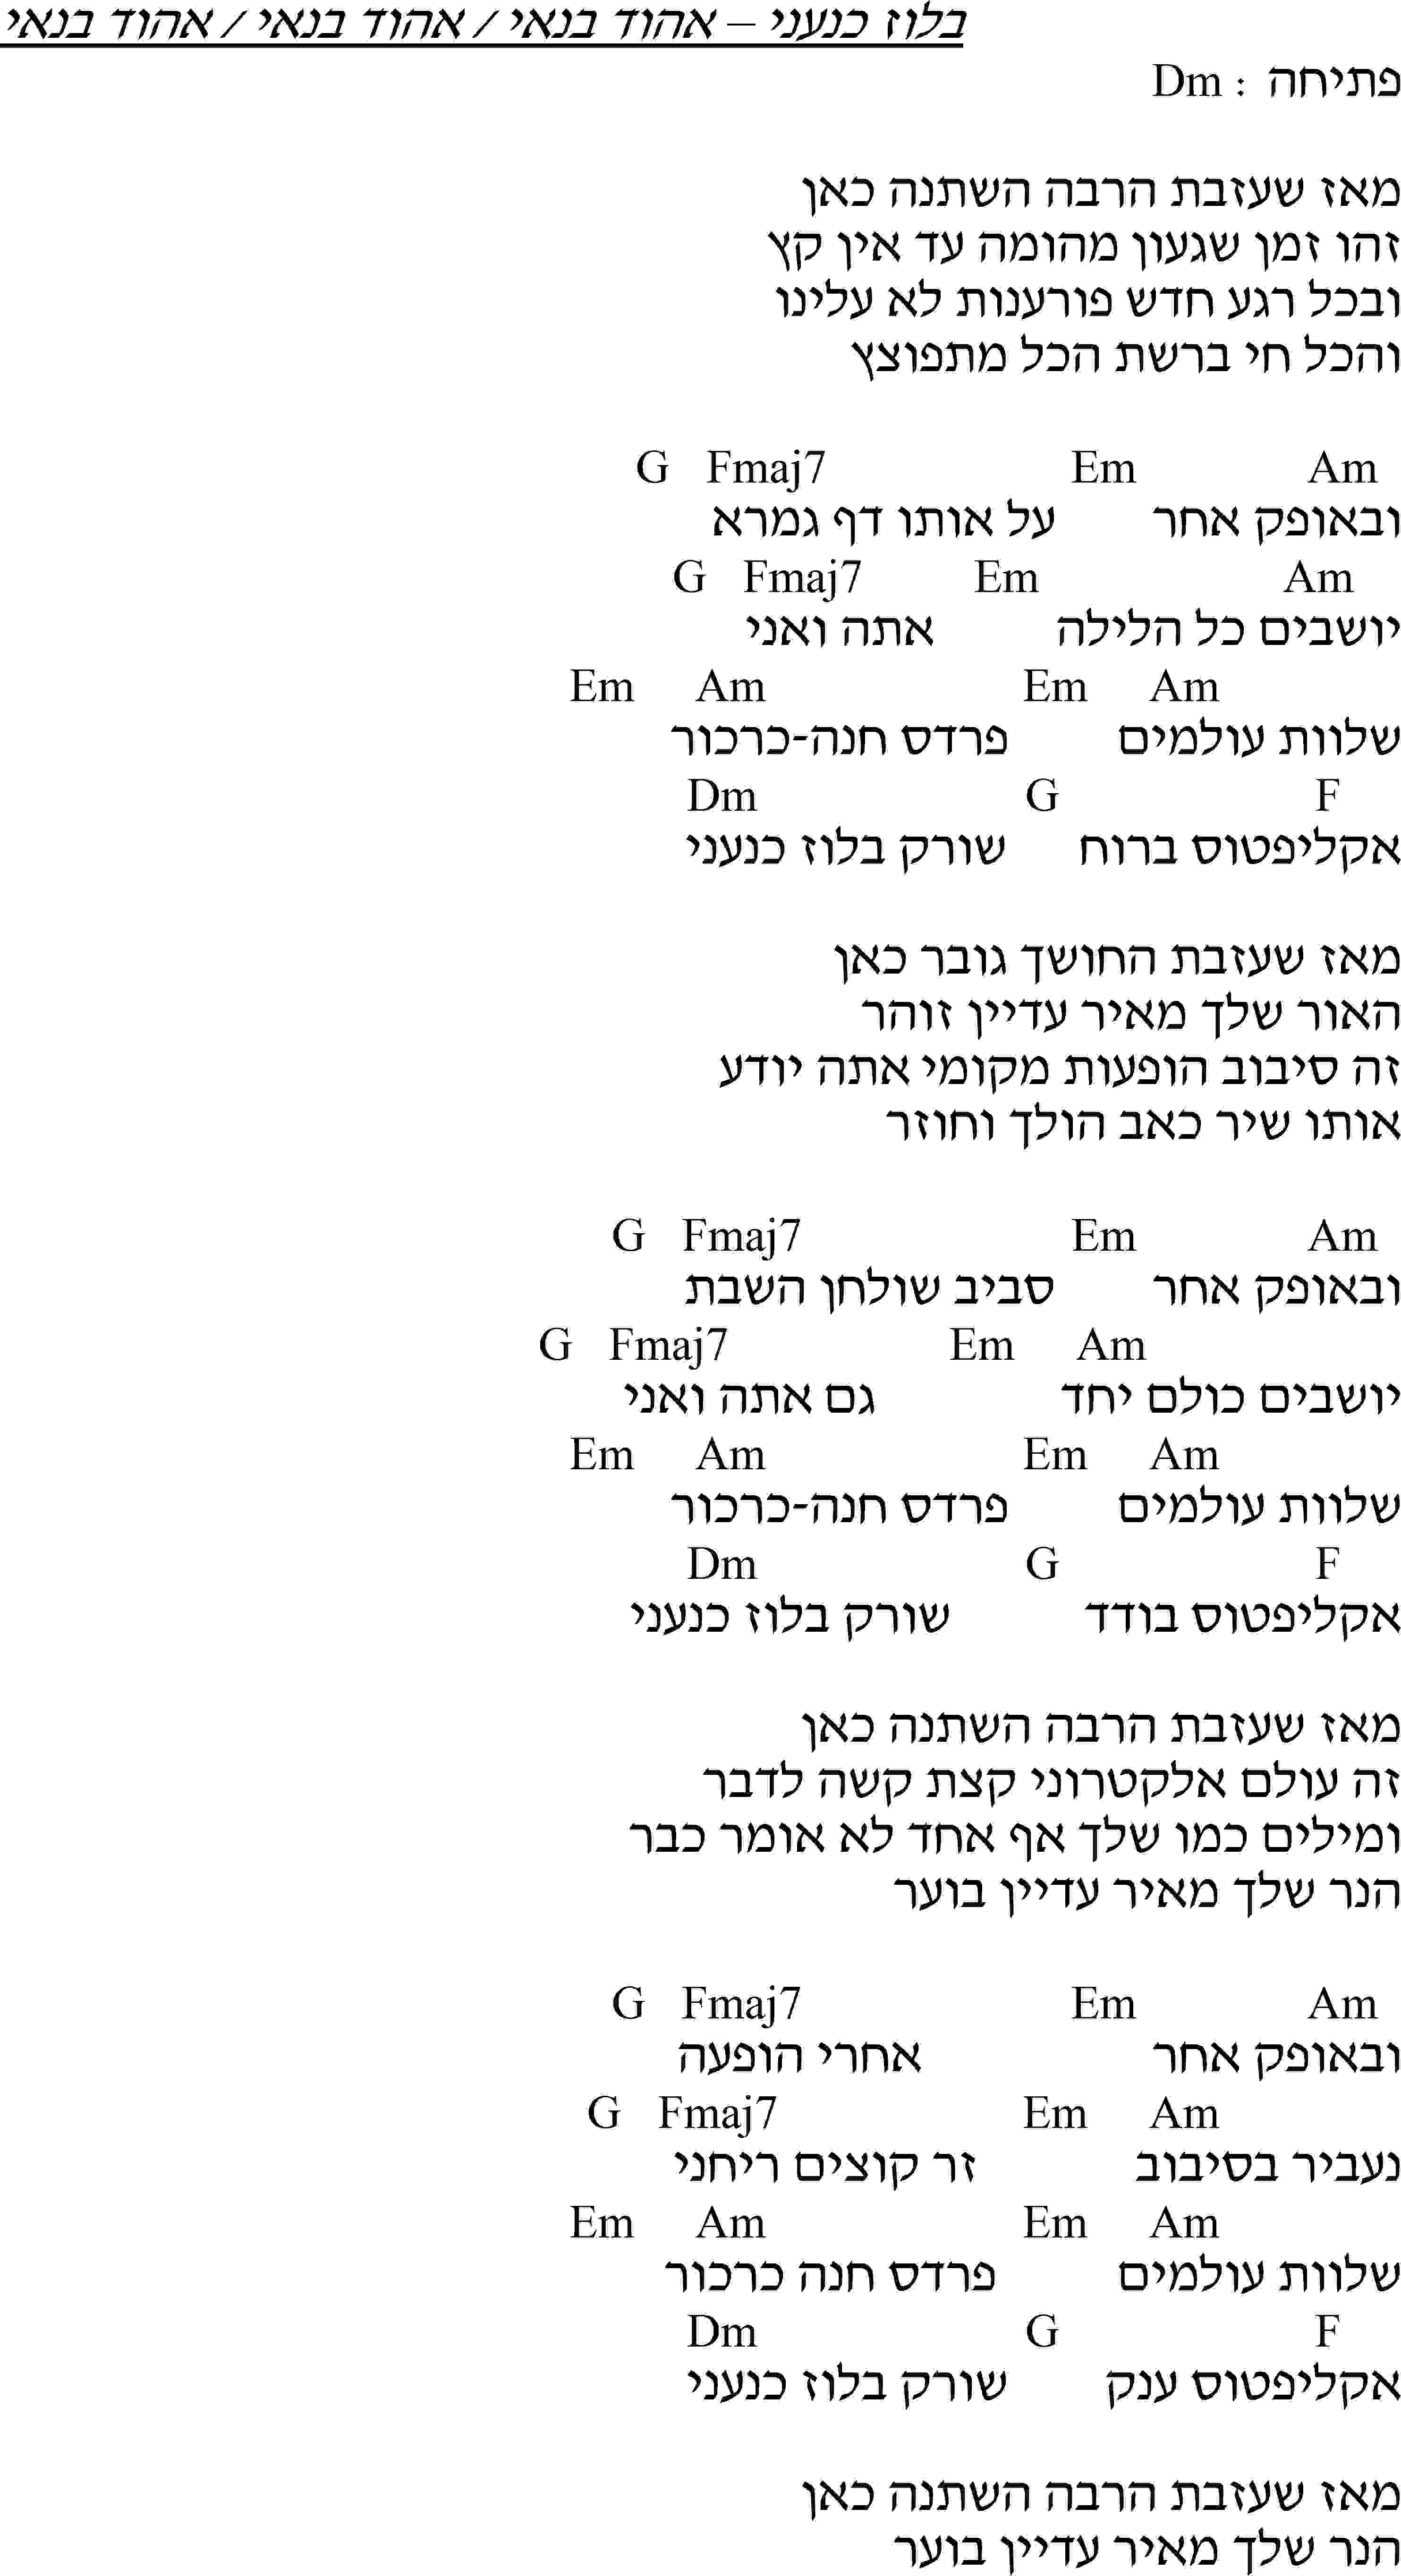 בלוז כנעני – אהוד בנאי / אהוד בנאי / אהוד בנאי
פתיחה : Dm
מאז שעזבת הרבה השתנה כאן
זהו זמן שגעון מהומה עד אין קץ
ובכל רגע חדש פורענות לא עלינו
והכל חי ברשת הכל מתפוצץ
G Fmaj7 Em Am
ובאופק אחר על אותו דף גמרא
G Fmaj7 Em Am
יושבים כל הלילה אתה ואני
Em Am Em Am
שלוות עולמים פרדס חנה-כרכור
Dm G F
אקליפטוס ברוח שורק בלוז כנעני
מאז שעזבת החושך גובר כאן
האור שלך מאיר עדיין זוהר
זה סיבוב הופעות מקומי אתה יודע
אותו שיר כאב הולך וחוזר
G Fmaj7 Em Am
ובאופק אחר סביב שולחן השבת
G Fmaj7 Em Am
יושבים כולם יחד גם אתה ואני
Em Am Em Am
שלוות עולמים פרדס חנה-כרכור
Dm G F
אקליפטוס בודד שורק בלוז כנעני
מאז שעזבת הרבה השתנה כאן
זה עולם אלקטרוני קצת קשה לדבר
ומילים כמו שלך אף אחד לא אומר כבר
הנר שלך מאיר עדיין בוער
G Fmaj7 Em Am
ובאופק אחר אחרי הופעה
G Fmaj7 Em Am
נעביר בסיבוב זר קוצים ריחני
Em Am Em Am
שלוות עולמים פרדס חנה כרכור
Dm G F
אקליפטוס ענק שורק בלוז כנעני
מאז שעזבת הרבה השתנה כאן
הנר שלך מאיר עדיין בוער